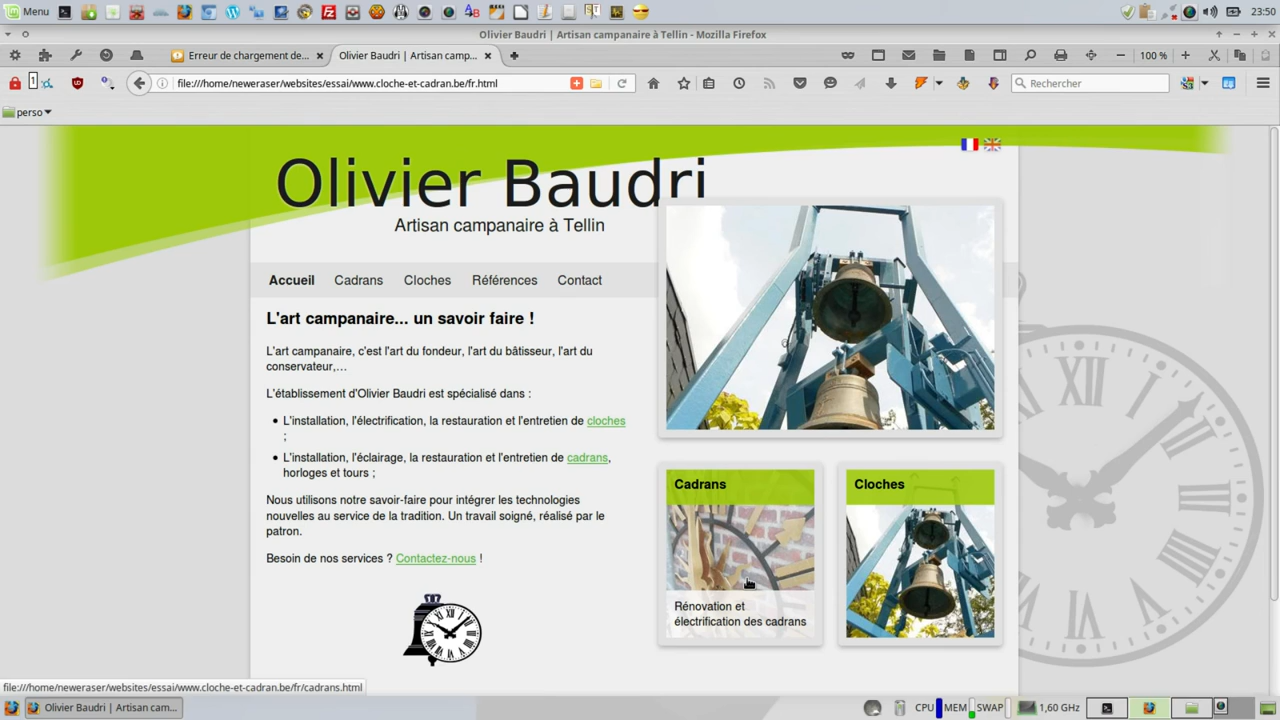 Menu
23:50
Olivier Baudri | Artisan campanaire à Tellin - Mozilla Firefox
Erreur de chargement de...
Olivier Baudri | Artisan camp...
100 %
file:///home/neweraser/websites/essai/www.cloche-et-cadran.be/fr.html
Rechercher
perso
Olivier Baudri
Artisan campanaire à Tellin
Accueil Cadrans Cloches Références Contact
L'art campanaire... un savoir faire !
L'art campanaire, c'est l'art du fondeur, l'art du bâtisseur, l'art du
conservateur,...
L'établissement d'Olivier Baudri est spécialisé dans :
• L'installation, l'électrification, la restauration et l'entretien de cloches
;
• L'installation, l'éclairage, la restauration et l'entretien de cadrans,
horloges et tours ;
Nous utilisons notre savoir-faire pour intégrer les technologies
nouvelles au service de la tradition. Un travail soigné, réalisé par le
patron.
Besoin de nos services ? Contactez-nous !
Cadrans
Rénovation et
électrification des cadrans
Cloches
file:///home/neweraser/websites/essai/www.cloche-et-cadran.be/fr/cadrans.html
Olivier Baudri | Artisan cam...
CPU MEM SWAP 1,60 GHz